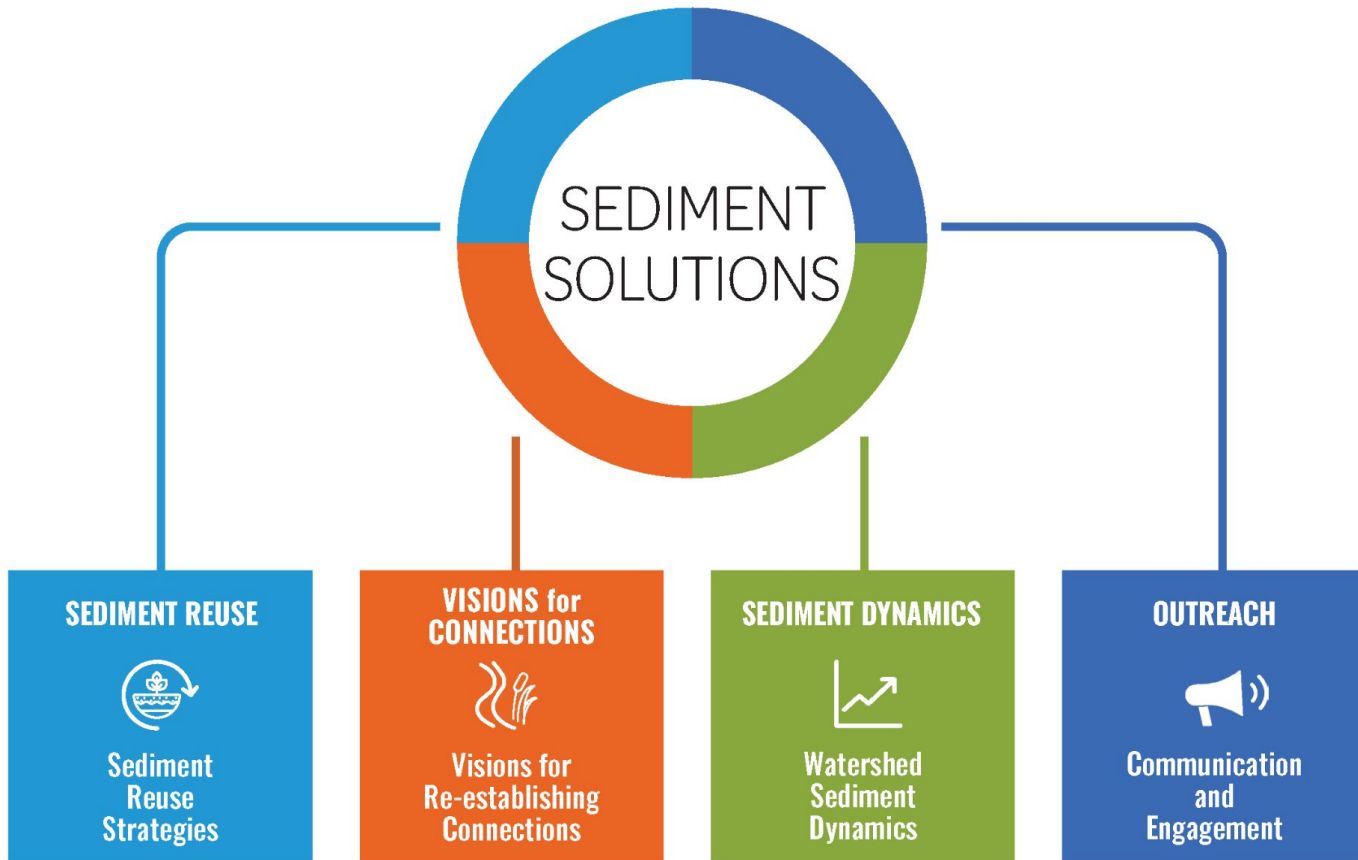 SEDIMENT
SOLUTIONS
SEDIMENT REUSE
Sediment
Reuse
Strategies
VISIONS for
CONNECTIONS
Visions for
Re-establishing
Connections
SEDIMENT DYNAMICS
Watershed
Sediment
Dynamics
OUTREACH
Communication
and
Engagement